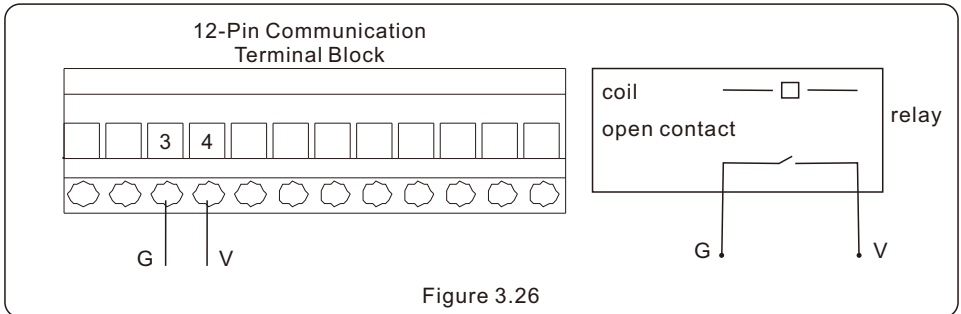 12-Pin Communication
Terminal Block
3 4
G V
coil
open contact
relay
G V
Figure 3.26